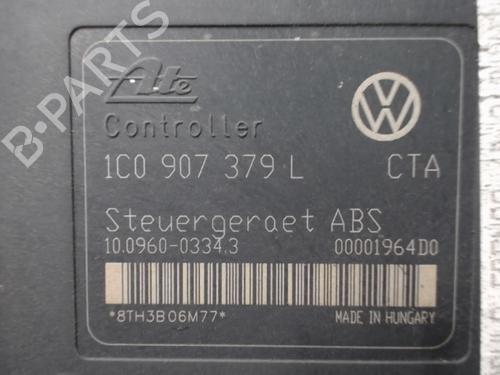 Ate
Controller
1C0 907 379 L CTA
Steuergeraet ABS
10.0960-0334.3 00001964D0
*8TH3B06M77* MADE IN HUNGARY
B-PARTS